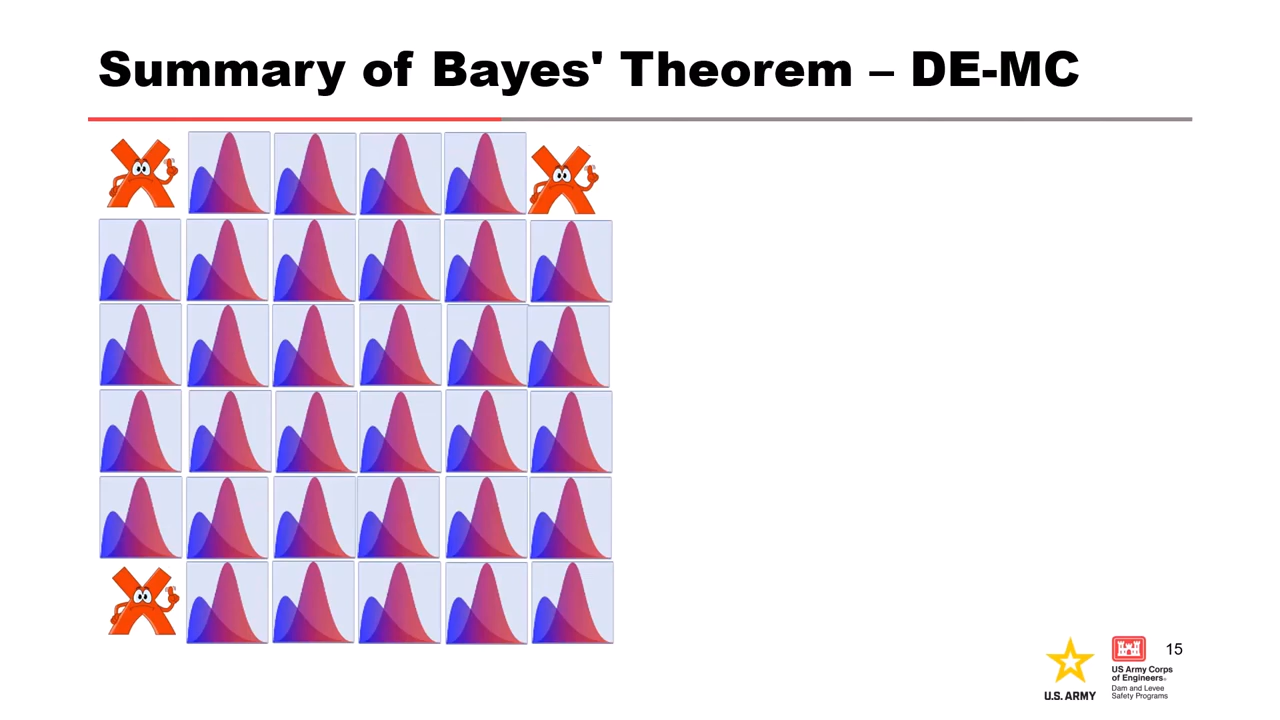 Summary of Bayes' Theorem – DE-MC
15
U.S. ARMY
US Army Corps
of Engineers®
Dam and Levee
Safety Programs